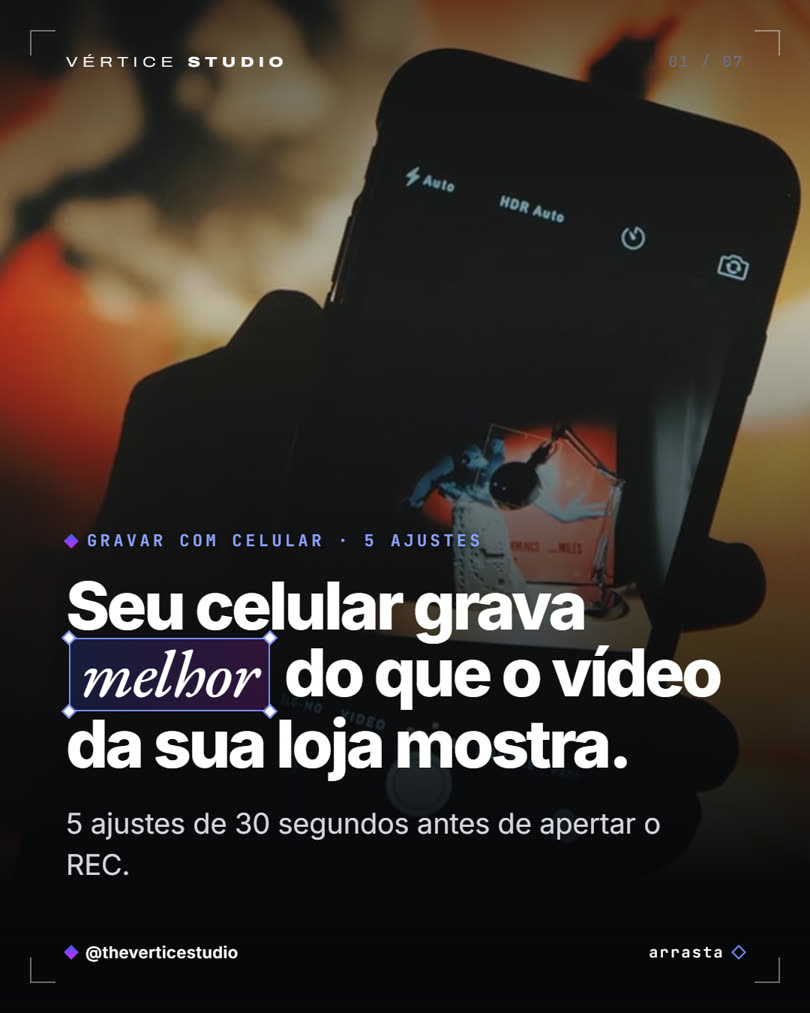 VÉRTICE STUDIO
01 / 07
Auto
HDR Auto
GRAVAR COM CELULAR · 5 AJUSTES
Seu celular grava
melhor do que o vídeo
da sua loja mostra.
VIDEO
5 ajustes de 30 segundos antes de apertar o
REC.
@theverticestudio
arrasta